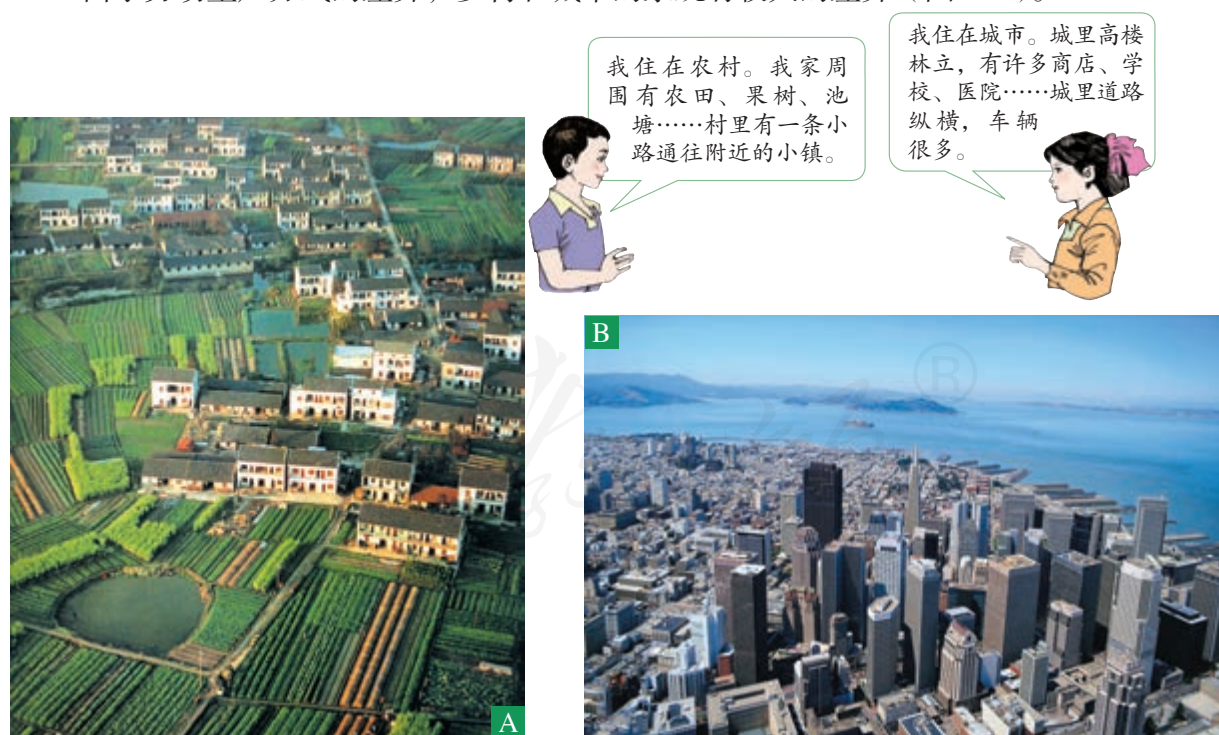 我住在农村。我家周
围有农田、果树、池
塘……村里有一条小
路通往附近的小镇。
我住在城市。城里高楼
林立，有许多商店、学
校、医院……城里道路
纵横，车辆
很多。
B
A